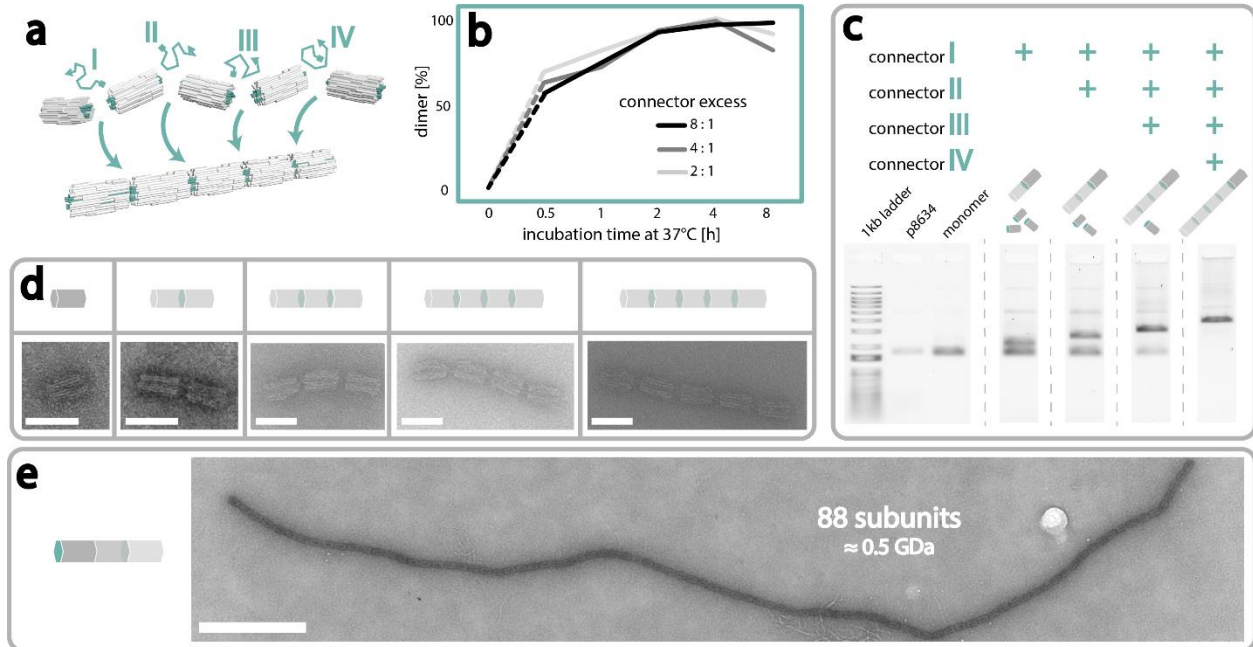 a
I
II
III
IV
b
dimer [%]
100
50
0
connector excess
8 : 1
4 : 1
2 : 1
0
0.5
1
2
4
8
incubation time at 37°C [h]
c
connector I + + + +
connector II + + +
connector III + +
connector IV +
1kb ladder
p8634
monomer
d
e
88 subunits
≈ 0.5 GDa